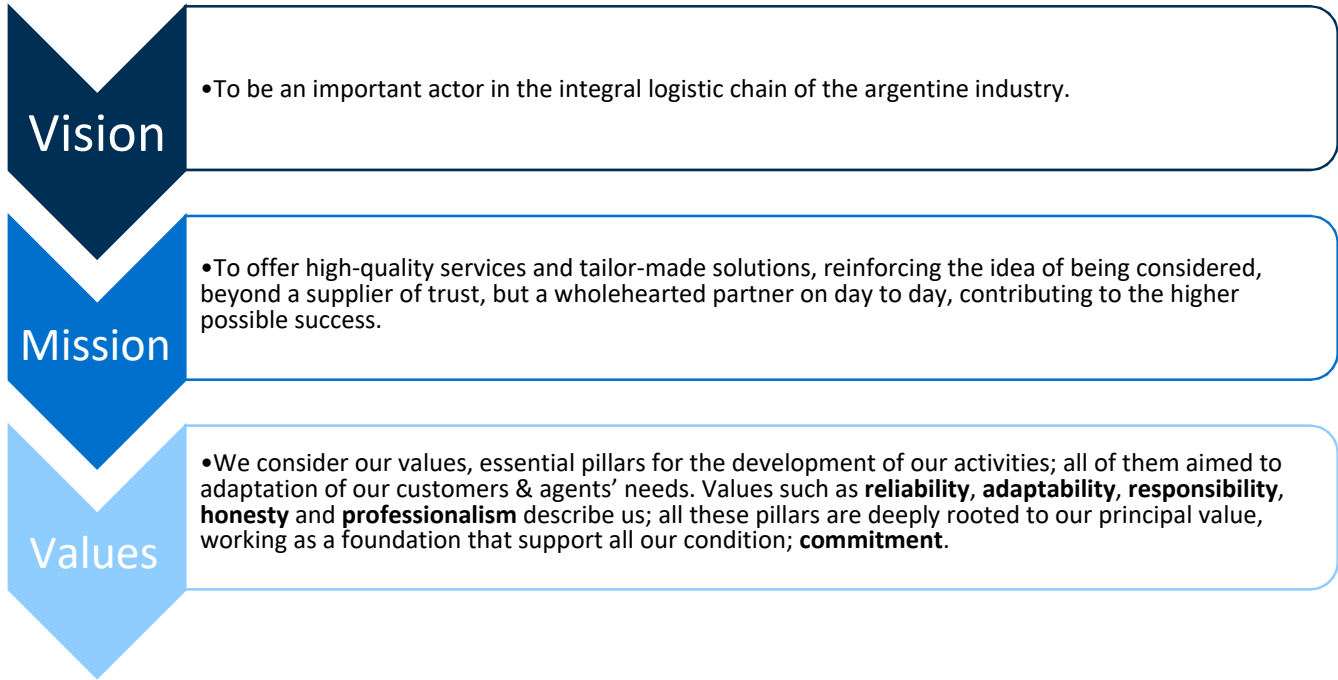 Vision
•To be an important actor in the integral logistic chain of the argentine industry.
Mission
•To offer high-quality services and tailor-made solutions, reinforcing the idea of being considered,
beyond a supplier of trust, but a wholehearted partner on day to day, contributing to the higher
possible success.
Values
•We consider our values, essential pillars for the development of our activities; all of them aimed to
adaptation of our customers & agents’ needs. Values such as reliability, adaptability, responsibility,
honesty and professionalism describe us; all these pillars are deeply rooted to our principal value,
working as a foundation that support all our condition; commitment.